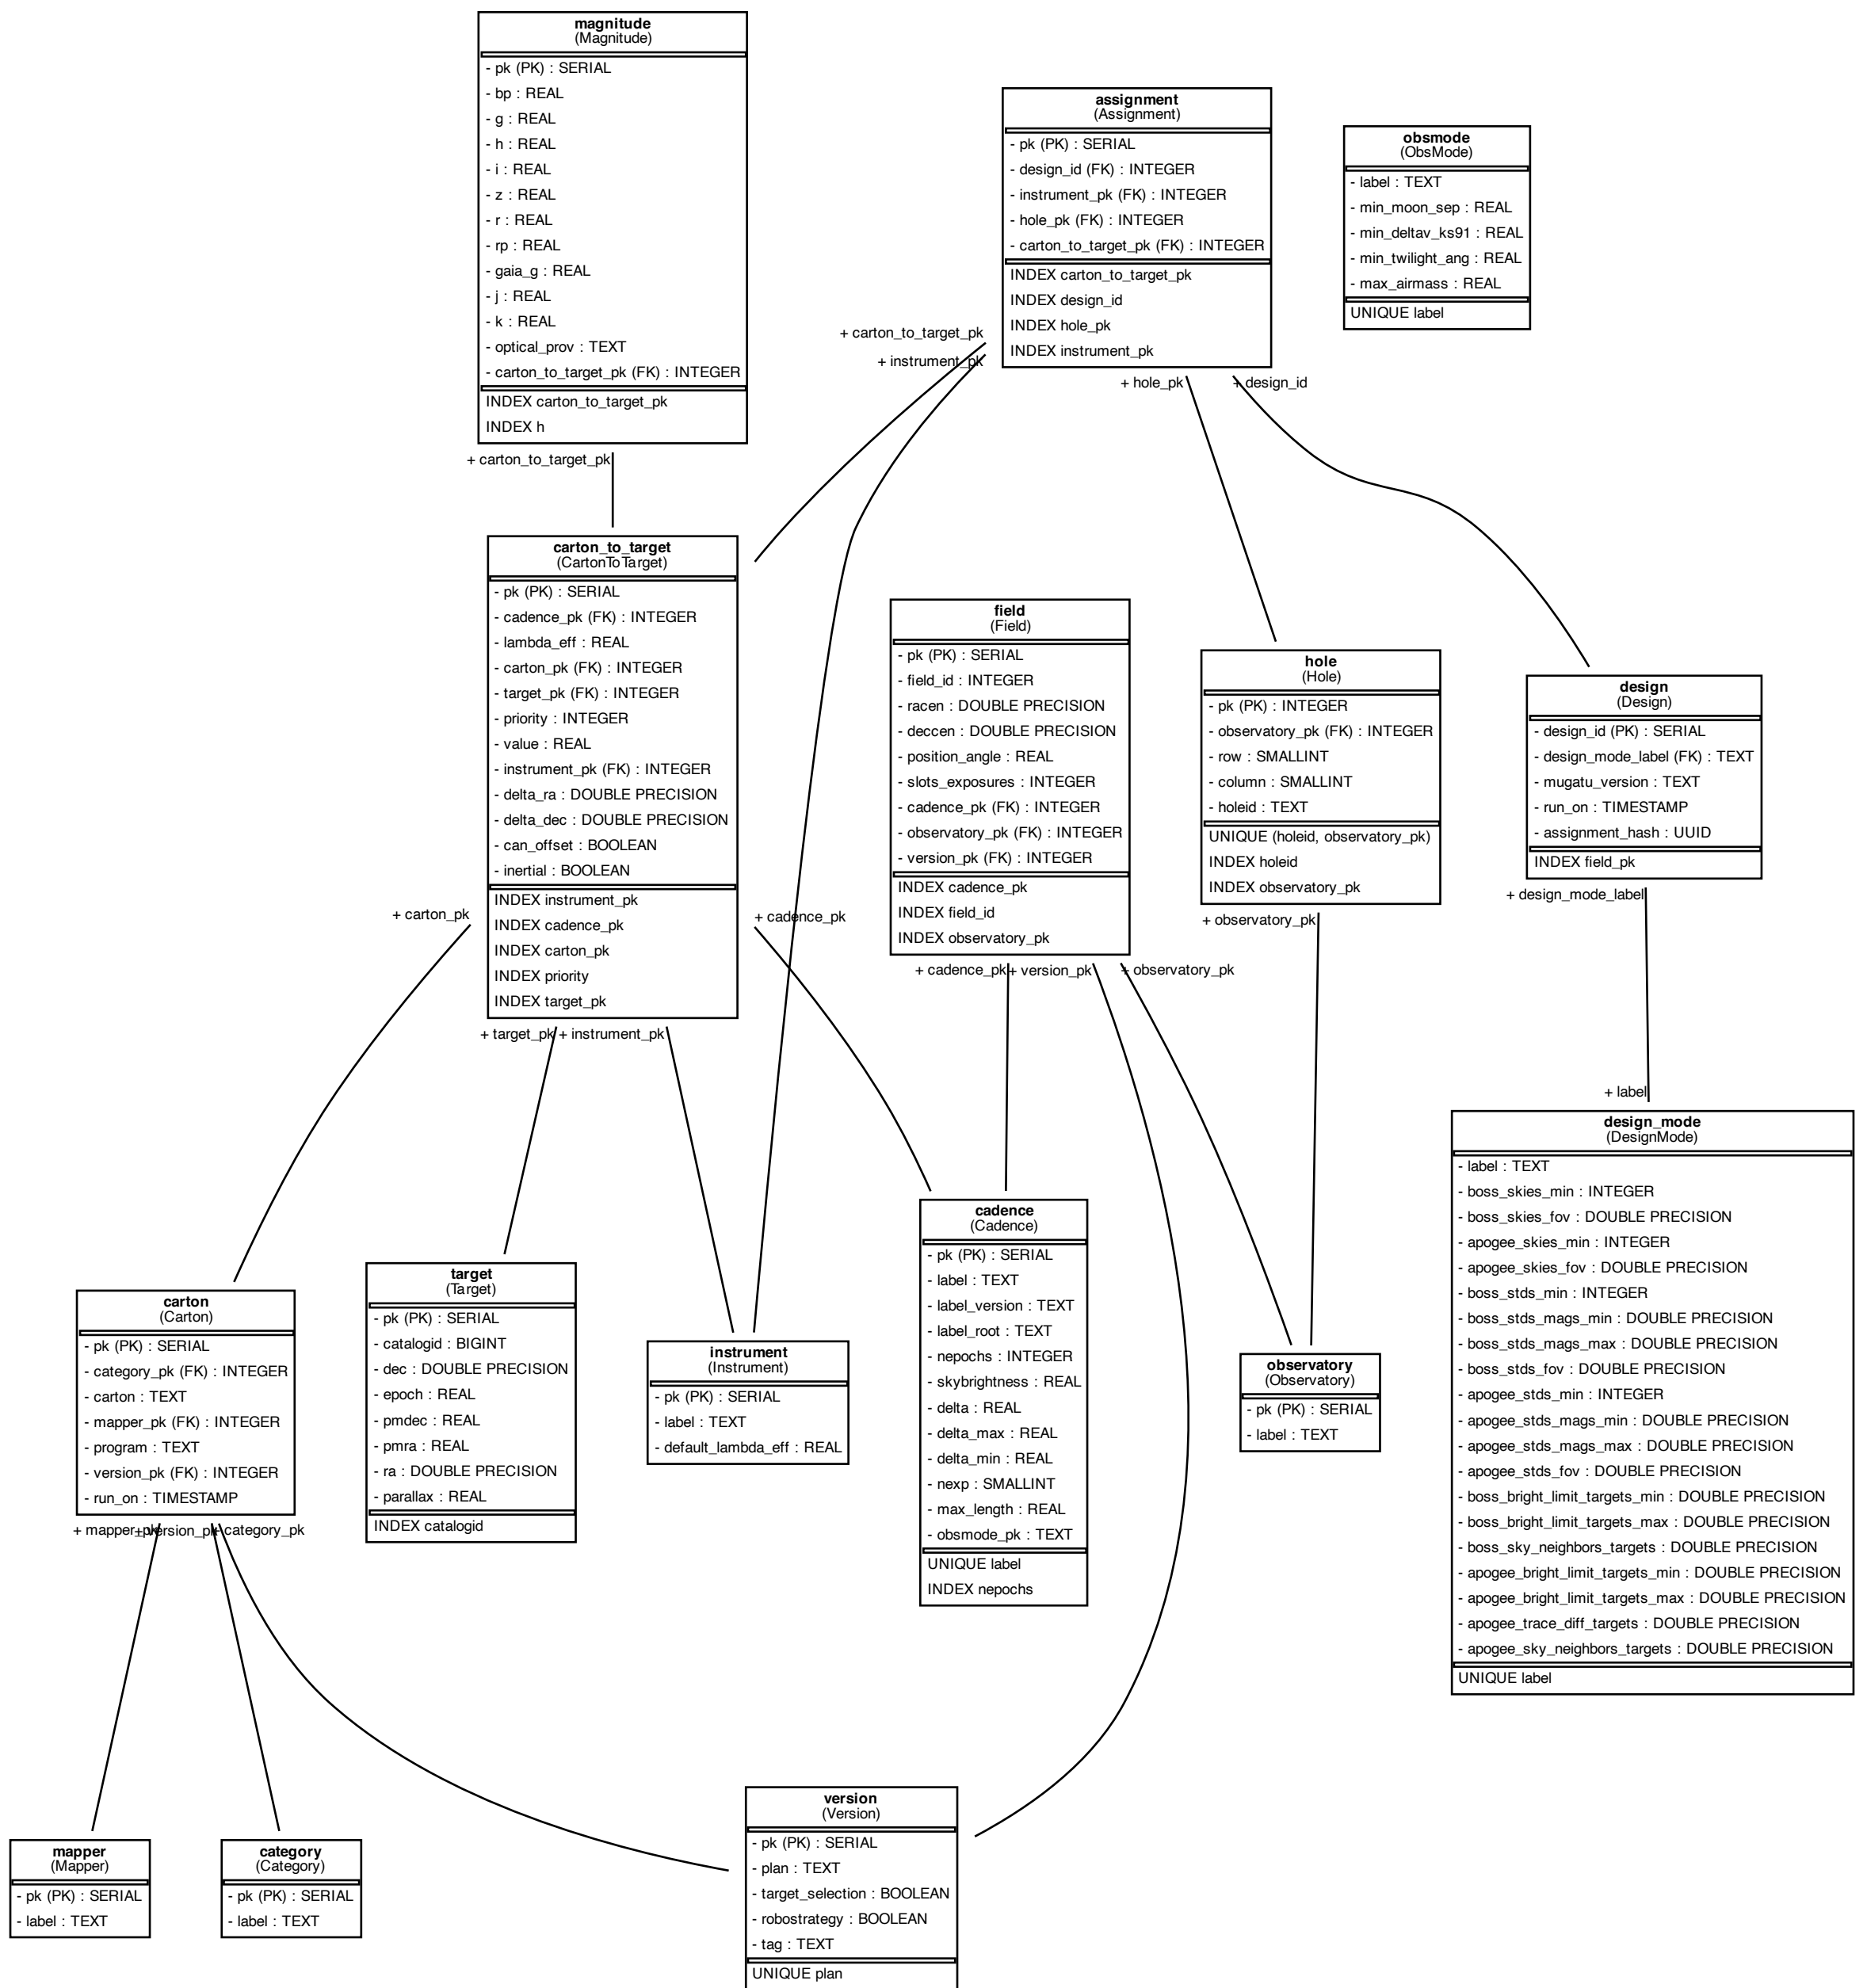 magnitude
(Magnitude)
- pk (PK) : SERIAL
- bp : REAL
- g : REAL
- h : REAL
- i : REAL
- z : REAL
- r : REAL
- rp : REAL
- gaia_g : REAL
- j : REAL
- k : REAL
- optical_prov : TEXT
- carton_to_target_pk (FK) : INTEGER
INDEX carton_to_target_pk
INDEX h
+ carton_to_target_pk
assignment
(Assignment)
- pk (PK) : SERIAL
- design_id (FK) : INTEGER
- instrument_pk (FK) : INTEGER
- hole_pk (FK) : INTEGER
- carton_to_target_pk (FK) : INTEGER
INDEX carton_to_target_pk
INDEX design_id
INDEX hole_pk
INDEX instrument_pk
+ carton_to_target_pk
+ instrument_pk
+ hole_pk
+ design_id
obsmode
(ObsMode)
- label : TEXT
- min_moon_sep : REAL
- min_deltav_ks91 : REAL
- min_twilight_ang : REAL
- max_airmass : REAL
UNIQUE label
carton_to_target
(CartonToTarget)
- pk (PK) : SERIAL
- cadence_pk (FK) : INTEGER
- lambda_eff : REAL
- carton_pk (FK) : INTEGER
- target_pk (FK) : INTEGER
- priority : INTEGER
- value : REAL
- instrument_pk (FK) : INTEGER
- delta_ra : DOUBLE PRECISION
- delta_dec : DOUBLE PRECISION
- can_offset : BOOLEAN
- inertial : BOOLEAN
INDEX instrument_pk
INDEX cadence_pk
INDEX carton_pk
INDEX priority
INDEX target_pk
+ carton_pk
+ cadence_pk
+ target_pk
+ instrument_pk
field
(Field)
- pk (PK) : SERIAL
- field_id : INTEGER
- racen : DOUBLE PRECISION
- deccen : DOUBLE PRECISION
- position_angle : REAL
- slots_exposures : INTEGER
- cadence_pk (FK) : INTEGER
- observatory_pk (FK) : INTEGER
- version_pk (FK) : INTEGER
INDEX cadence_pk
INDEX field_id
INDEX observatory_pk
+ cadence_pk
+ version_pk
+ observatory_pk
hole
(Hole)
- pk (PK) : INTEGER
- observatory_pk (FK) : INTEGER
- row : SMALLINT
- column : SMALLINT
- holeid : TEXT
UNIQUE (holeid, observatory_pk)
INDEX holeid
INDEX observatory_pk
+ observatory_pk
design
(Design)
- design_id (PK) : SERIAL
- design_mode_label (FK) : TEXT
- mugatu_version : TEXT
- run_on : TIMESTAMP
- assignment_hash : UUID
INDEX field_pk
+ design_mode_label
+ label
design_mode
(DesignMode)
- label : TEXT
- boss_skies_min : INTEGER
- boss_skies_fov : DOUBLE PRECISION
- apogee_skies_min : INTEGER
- apogee_skies_fov : DOUBLE PRECISION
- boss_stds_min : INTEGER
- boss_stds_mags_min : DOUBLE PRECISION
- boss_stds_mags_max : DOUBLE PRECISION
- boss_stds_fov : DOUBLE PRECISION
- apogee_stds_min : INTEGER
- apogee_stds_mags_min : DOUBLE PRECISION
- apogee_stds_mags_max : DOUBLE PRECISION
- apogee_stds_fov : DOUBLE PRECISION
- boss_bright_limit_targets_min : DOUBLE PRECISION
- boss_bright_limit_targets_max : DOUBLE PRECISION
- boss_sky_neighbors_targets : DOUBLE PRECISION
- apogee_bright_limit_targets_min : DOUBLE PRECISION
- apogee_bright_limit_targets_max : DOUBLE PRECISION
- apogee_trace_diff_targets : DOUBLE PRECISION
- apogee_sky_neighbors_targets : DOUBLE PRECISION
UNIQUE label
carton
(Carton)
- pk (PK) : SERIAL
- category_pk (FK) : INTEGER
- carton : TEXT
- mapper_pk (FK) : INTEGER
- program : TEXT
- version_pk (FK) : INTEGER
- run_on : TIMESTAMP
+ mapper_pk
+ version_pk
+ category_pk
target
(Target)
- pk (PK) : SERIAL
- catalogid : BIGINT
- dec : DOUBLE PRECISION
- epoch : REAL
- pmdec : REAL
- pmra : REAL
- ra : DOUBLE PRECISION
- parallax : REAL
INDEX catalogid
instrument
(Instrument)
- pk (PK) : SERIAL
- label : TEXT
- default_lambda_eff : REAL
cadence
(Cadence)
- pk (PK) : SERIAL
- label : TEXT
- label_version : TEXT
- label_root : TEXT
- nepochs : INTEGER
- skybrightness : REAL
- delta : REAL
- delta_max : REAL
- delta_min : REAL
- nexp : SMALLINT
- max_length : REAL
- obsmode_pk : TEXT
UNIQUE label
INDEX nepochs
observatory
(Observatory)
- pk (PK) : SERIAL
- label : TEXT
mapper
(Mapper)
- pk (PK) : SERIAL
- label : TEXT
category
(Category)
- pk (PK) : SERIAL
- label : TEXT
version
(Version)
- pk (PK) : SERIAL
- plan : TEXT
- target_selection : BOOLEAN
- robostrategy : BOOLEAN
- tag : TEXT
UNIQUE plan